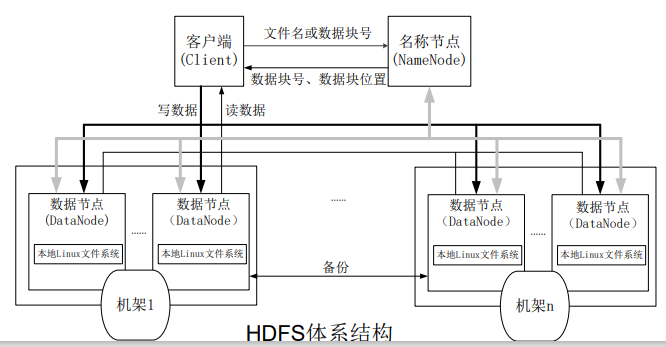 客户端
(Client)
文件名或数据块号
名称节点
(NameNode)
数据块号、数据块位置
写数据
读数据
数据节点
(DataNode)
本地Linux文件系统
......
数据节点
（DataNode）
本地Linux文件系统
机架1
......
备份
数据节点
（DataNode）
本地Linux文件系统
......
数据节点
（DataNode）
本地Linux文件系统
机架n
HDFS体系结构